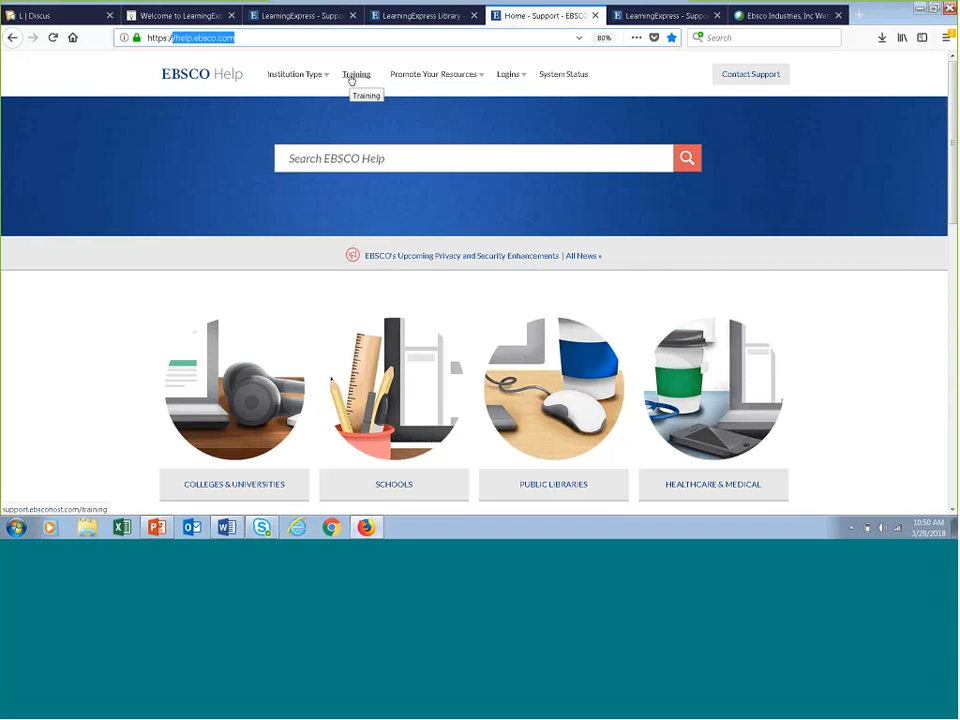 L | Discus
Welcome to LearningEx
LearningExpress - Suppo
LearningExpress Library -
Home - Support - EBSC
LearningExpress - Suppo
Ebsco Industries, Inc Web
https://help.ebsco.com
80%
Search
EBSCO Help
Institution Type
Training
Promote Your Resources
Logins
System Status
Contact Support
Training
Search EBSCO Help
EBSCO's Upcoming Privacy and Security Enhancements | All News »
COLLEGES & UNIVERSITIES
SCHOOLS
PUBLIC LIBRARIES
HEALTHCARE & MEDICAL
support.ebscohost.com/training
10:50 AM
3/29/2018